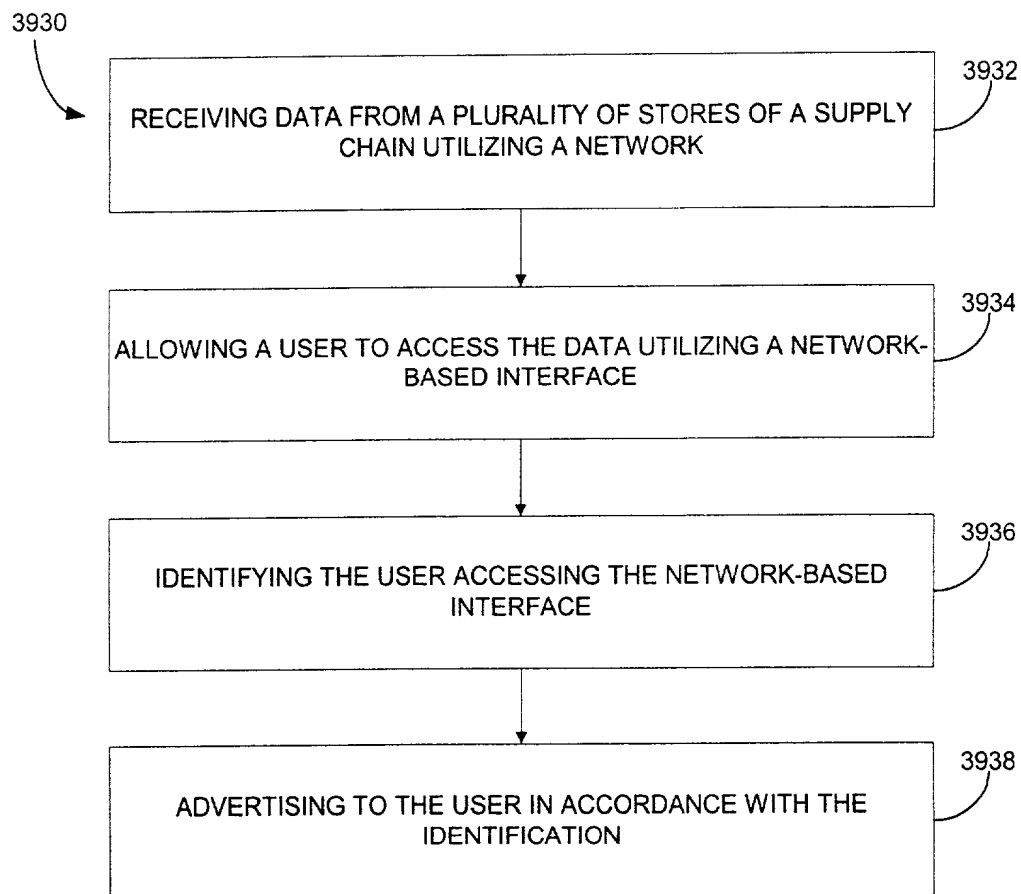 3930
3932
RECEIVING DATA FROM A PLURALITY OF STORES OF A SUPPLY
CHAIN UTILIZING A NETWORK
3934
ALLOWING A USER TO ACCESS THE DATA UTILIZING A NETWORK-
BASED INTERFACE
3936
IDENTIFYING THE USER ACCESSING THE NETWORK-BASED
INTERFACE
3938
ADVERTISING TO THE USER IN ACCORDANCE WITH THE
IDENTIFICATION